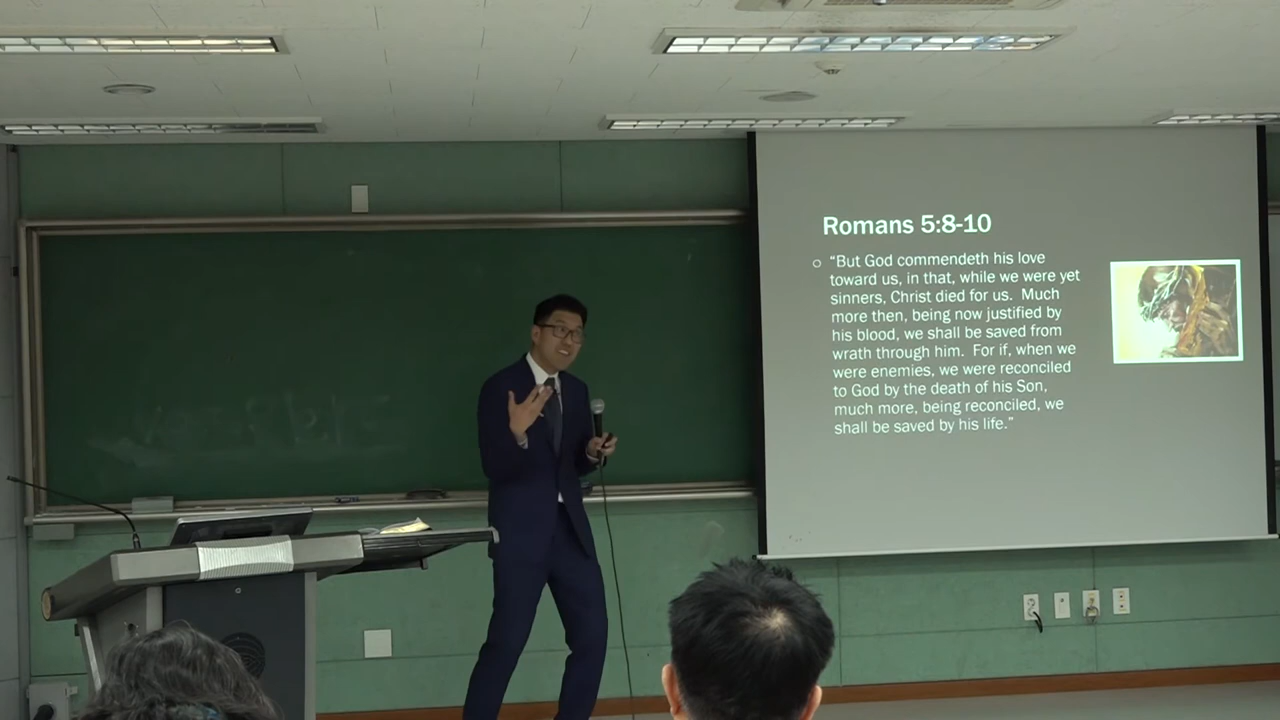 Romans 5:8-10
“But God commendeth his love
toward us, in that, while we were yet
sinners, Christ died for us.  Much
more then, being now justified by
his blood, we shall be saved from
wrath through him.  For if, when we
were enemies, we were reconciled
to God by the death of his Son,
much more, being reconciled, we
shall be saved by his life.”